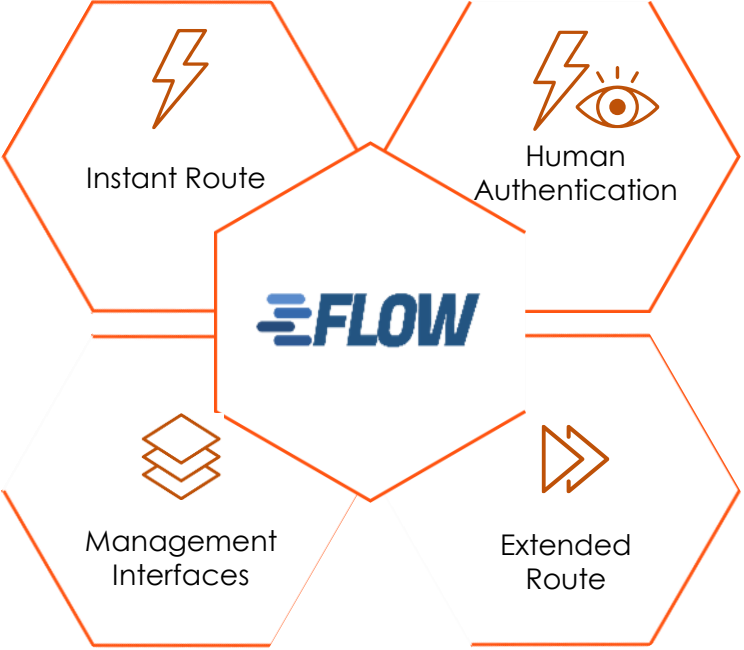 Instant Route
Human
Authentication
FLOW
Management
Interfaces
Extended
Route